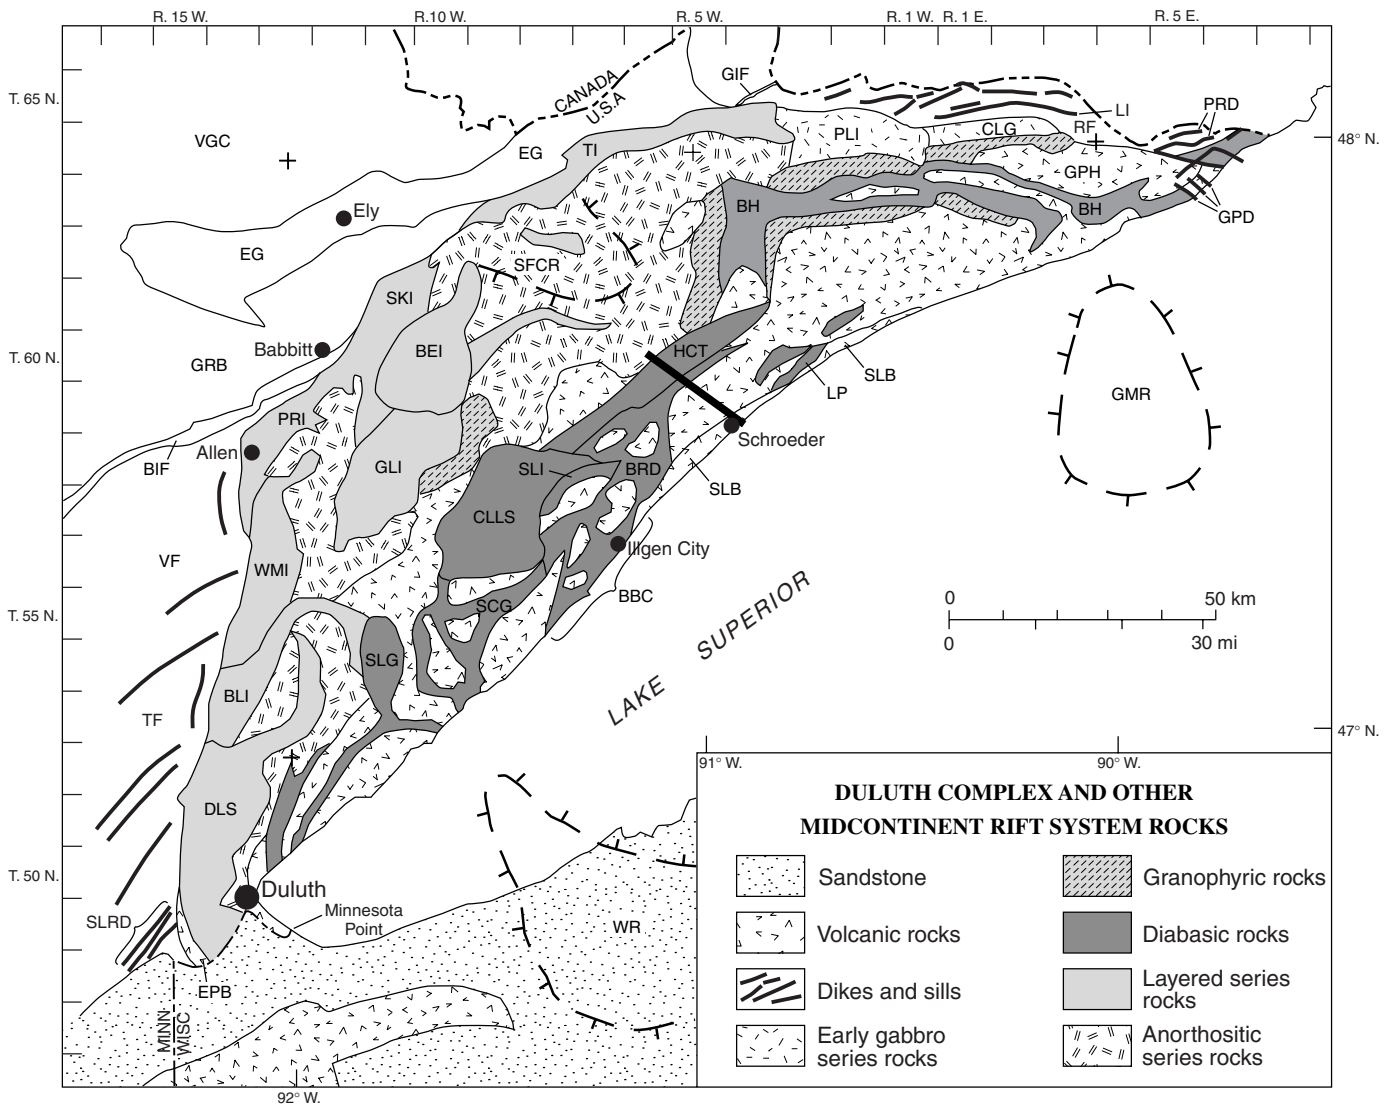 R. 15 W.
R. 10 W.
R. 5 W.
R. 1 W.
R. 1 E.
R. 5 E.
T. 65 N.
T. 60 N.
T. 55 N.
T. 50 N.
48° N.
47° N.
91° W.
90° W.
92° W.
CANADA
U.S.A
GIF
LI
PRD
VGC
EG
TI
PLI
CLG
RF
GPH
Ely
BH
BH
GPD
EG
SFCR
SKI
GRB
Babbitt
BEI
HCT
SLB
LP
GMR
PRI
BIF
Allen
GLI
SLI
BRD
Schroeder
SLB
CLLS
Illgen City
VF
WMI
SCG
BBC
LAKE SUPERIOR
0
50 km
0
30 mi
SLG
BLI
TF
DLS
Duluth
Minnesota
Point
SLRD
WR
EPB
MINN
WISC
DULUTH COMPLEX AND OTHER
MIDCONTINENT RIFT SYSTEM ROCKS
Sandstone
Volcanic rocks
Dikes and sills
Early gabbro
series rocks
Granophyric rocks
Diabasic rocks
Layered series
rocks
Anorthositic
series rocks